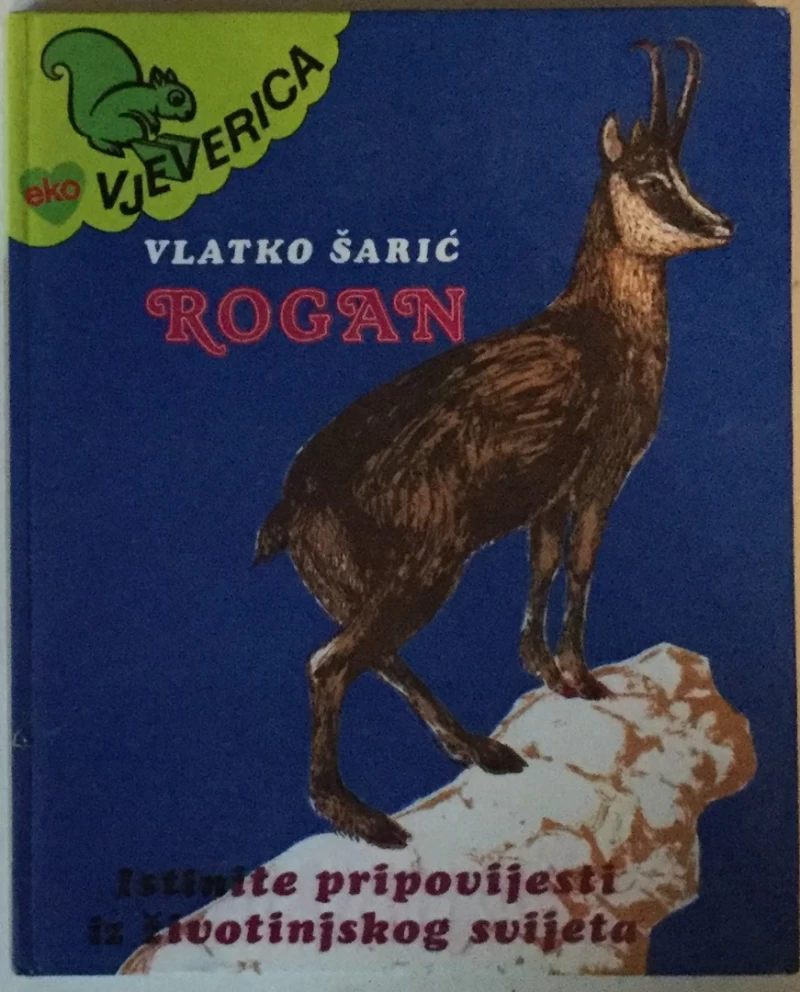 eko VJEVERICA
VLATKO ŠARIĆ
ROGAN
Istinite pripovijesti
iz životinjskog svijeta